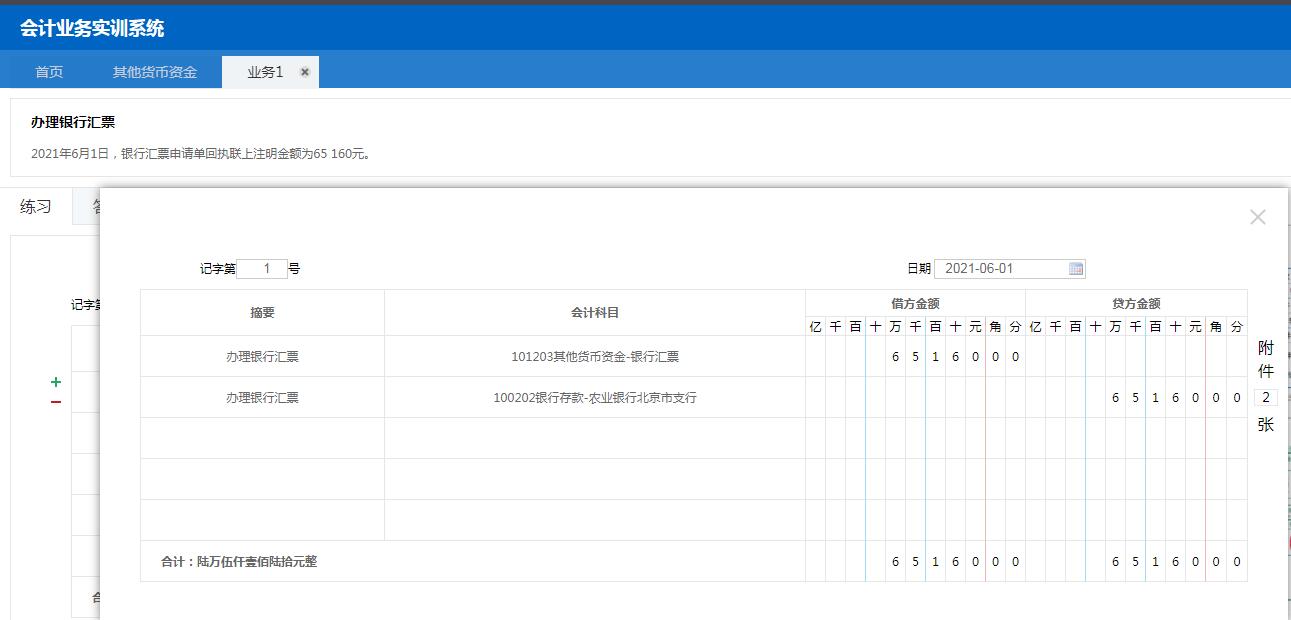 会计业务实训系统
首页 其他货币资金 业务1
办理银行汇票
2021年6月1日，银行汇票申请单回执联上注明金额为65 160元。
练习
记字第 1 号 日期 2021-06-01
记字第
摘要 会计科目 借方金额 贷方金额
亿 千 百 十 万 千 百 十 元 角 分 亿 千 百 十 万 千 百 十 元 角 分
办理银行汇票 101203其他货币资金-银行汇票 6 5 1 6 0 0 0
办理银行汇票 100202银行存款-农业银行北京市支行 6 5 1 6 0 0 0
附
件
2
张
合计：陆万伍仟壹佰陆拾元整 6 5 1 6 0 0 0 6 5 1 6 0 0 0